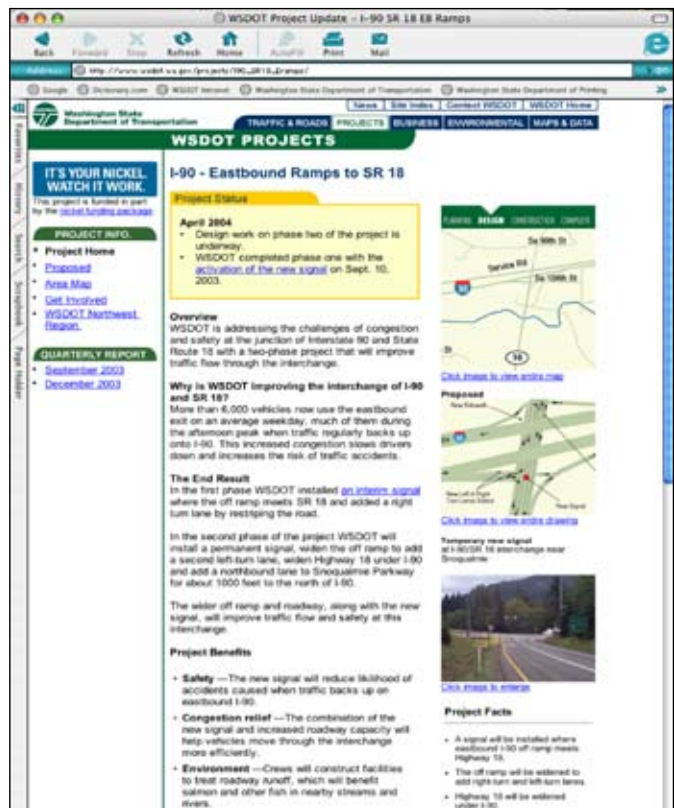 WSDOT Project Update - I-90 SR 18 EB Ramps
Back Forward Stop Refresh Home AutoFill Print Mail
Address:
Google Dictionary.com WSDOT Intranet Washington State Department of Transportation Washington State Department of Printing
Favorites
History
Search
Scrapbook
Page Holder
News Site Index Contact WSDOT WSDOT Home
Washington State
Department of Transportation
TRAFFIC & ROADS PROJECTS BUSINESS ENVIRONMENTAL MAPS & DATA
WSDOT PROJECTS
IT'S YOUR NICKEL.
WATCH IT WORK.
This project is funded in part
by the nickel funding package.
PROJECT INFO.
• Project Home
• Proposed
• Area Map
• Get Involved
• WSDOT Northwest
Region
QUARTERLY REPORT
• September 2003
• December 2003
I-90 - Eastbound Ramps to SR 18
Project Status
April 2004
• Design work on phase two of the project is
underway.
• WSDOT completed phase one with the
activation of the new signal on Sept. 10,
2003.
Overview
WSDOT is addressing the challenges of congestion
and safety at the junction of Interstate 90 and State
Route 18 with a two-phase project that will improve
traffic flow through the interchange.
Why is WSDOT Improving the interchange of I-90
and SR 18?
More than 6,000 vehicles now use the eastbound
exit on an average weekday, much of them during
the afternoon peak when traffic regularly backs up
onto I-90. This increased congestion slows drivers
down and increases the risk of traffic accidents.
The End Result
In the first phase WSDOT installed an interim signal
where the off ramp meets SR 18 and added a right
turn lane by restriping the road.
In the second phase of the project WSDOT will
install a permanent signal, widen the off ramp to add
a second left-turn lane, widen Highway 18 under I-90
and add a northbound lane to Snoqualmie Parkway
for about 1000 feet to the north of I-90.
The wider off ramp and roadway, along with the new
signal, will improve traffic flow and safety at this
interchange.
Project Benefits
• Safety —The new signal will reduce likelihood of
accidents caused when traffic backs up on
eastbound I-90.
• Congestion relief —The combination of the
new signal and increased roadway capacity will
help vehicles move through the interchange
more efficiently.
• Environment —Crews will construct facilities
to treat roadway runoff, which will benefit
salmon and other fish in nearby streams and
rivers.
PLANNING DESIGN CONSTRUCTION COMPLETE
Se 99th St
Service Rd
Se 104th St
90
18
Click image to view entire map
Proposed
90
New Signal
Click image to view entire drawing
Temporary new signal
at I-90/SR 18 interchange near
Snoqualmie
Click image to enlarge
Project Facts
• A signal will be installed where
eastbound I-90 off ramp meets
Highway 18.
• The off ramp will be widened to
add right-turn and left-turn lanes.
• Highway 18 will be widened
under I-90.